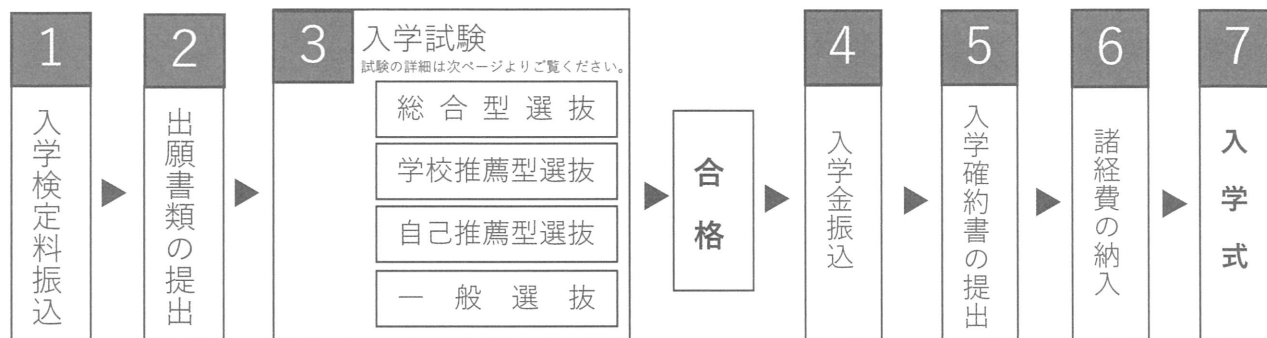 1
入学検定料振込
2
出願書類の提出
3
入学試験
試験の詳細は次ページよりご覧ください。
総合型選抜
学校推薦型選抜
自己推薦型選抜
一般選抜
合格
4
入学金振込
5
入学確約書の提出
6
諸経費の納入
7
入学式